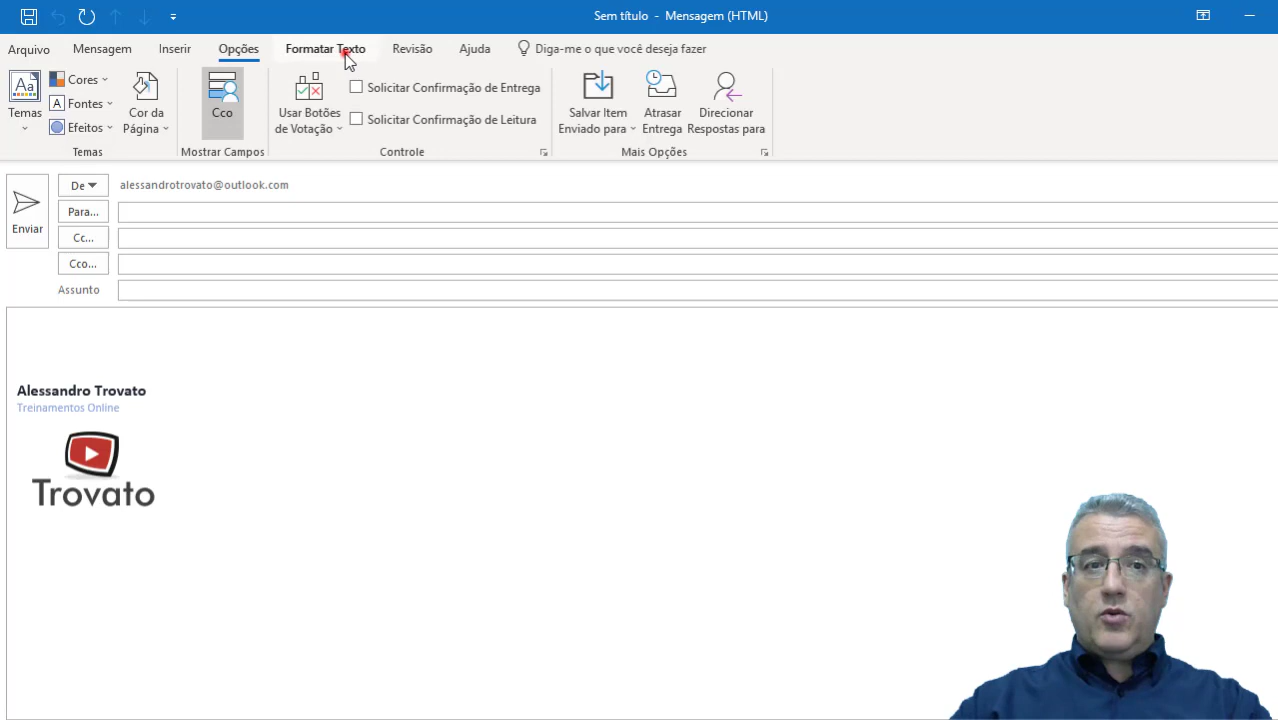 Sem título - Mensagem (HTML)
Arquivo Mensagem Inserir Opções Formatar Texto Revisão Ajuda Diga-me o que você deseja fazer
Temas
Cores
Fontes
Efeitos
Cor da Página
Temas
Cco
Mostrar Campos
Usar Botões de Votação
Solicitar Confirmação de Entrega
Solicitar Confirmação de Leitura
Controle
Salvar Item Enviado para
Atrasar Entrega
Direcionar Respostas para
Mais Opções
Enviar
De alessandrotrovato@outlook.com
Para...
Cc...
Cco...
Assunto
Alessandro Trovato
Treinamentos Online
Trovato